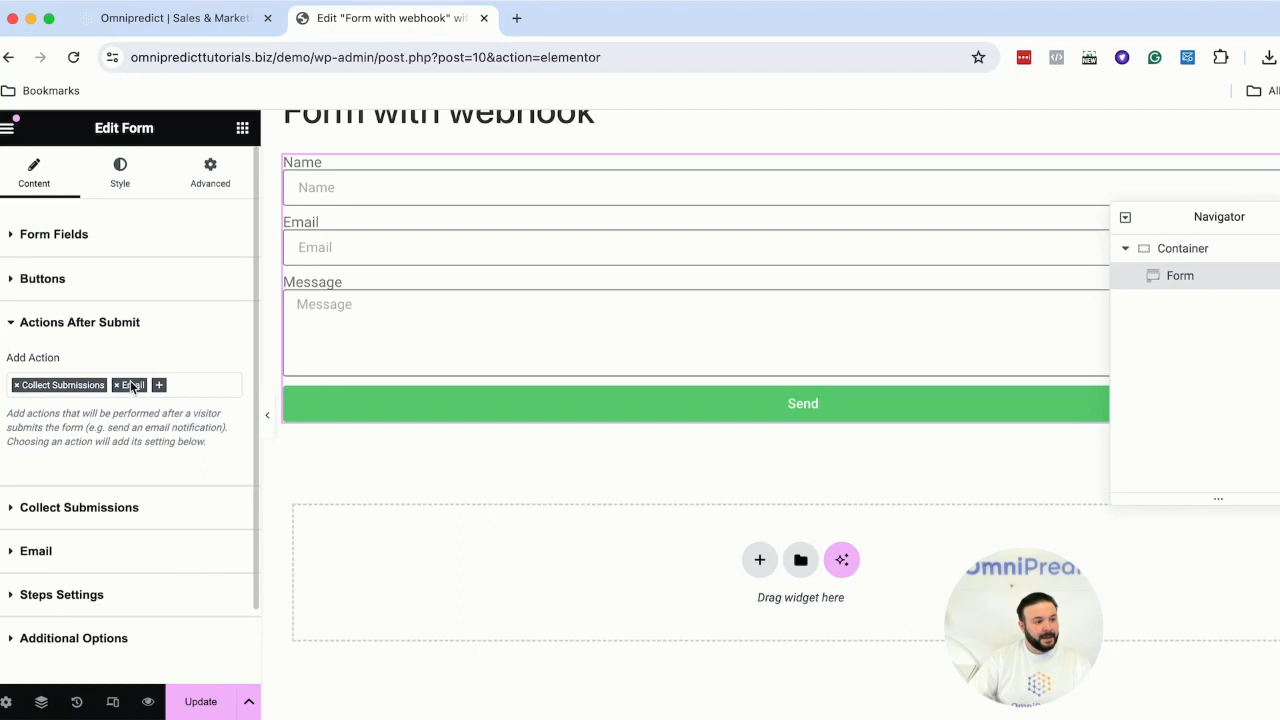 Omnipredict | Sales & Market
Edit "Form with webhook" wi
omnipredicttutorials.biz/demo/wp-admin/post.php?post=10&action=elementor
NEW
Bookmarks
All
Edit Form
Content
Style
Advanced
Form Fields
Buttons
Actions After Submit
Add Action
× Collect Submissions
× Email
+
Add actions that will be performed after a visitor
submits the form (e.g. send an email notification).
Choosing an action will add its setting below.
Collect Submissions
Email
Steps Settings
Additional Options
Update
Form with webhook
Name
Name
Email
Email
Message
Message
Send
Drag widget here
Navigator
Container
Form
OmniPredi